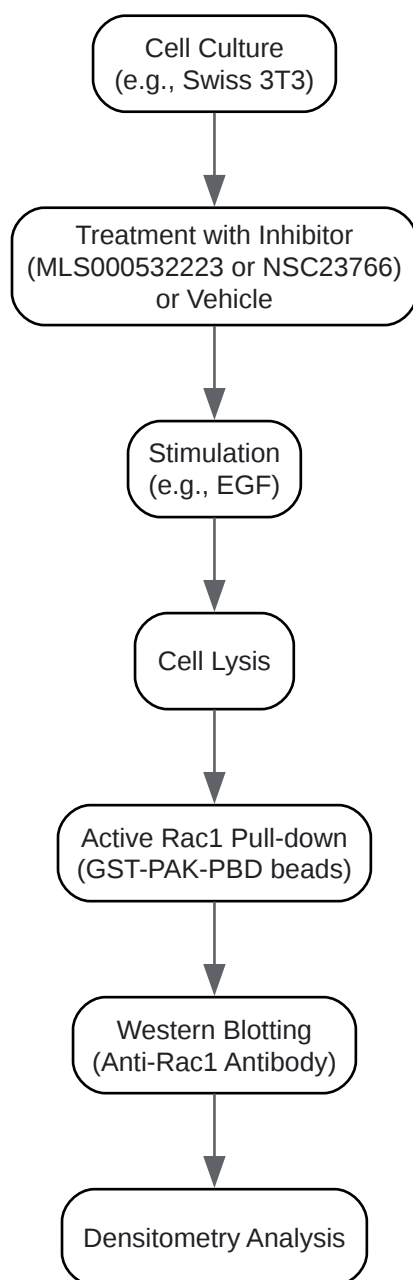 Cell Culture
(e.g., Swiss 3T3)
Treatment with Inhibitor
(MLS000532223 or NSC23766)
or Vehicle
Stimulation
(e.g., EGF)
Cell Lysis
Active Rac1 Pull-down
(GST-PAK-PBD beads)
Western Blotting
(Anti-Rac1 Antibody)
Densitometry Analysis